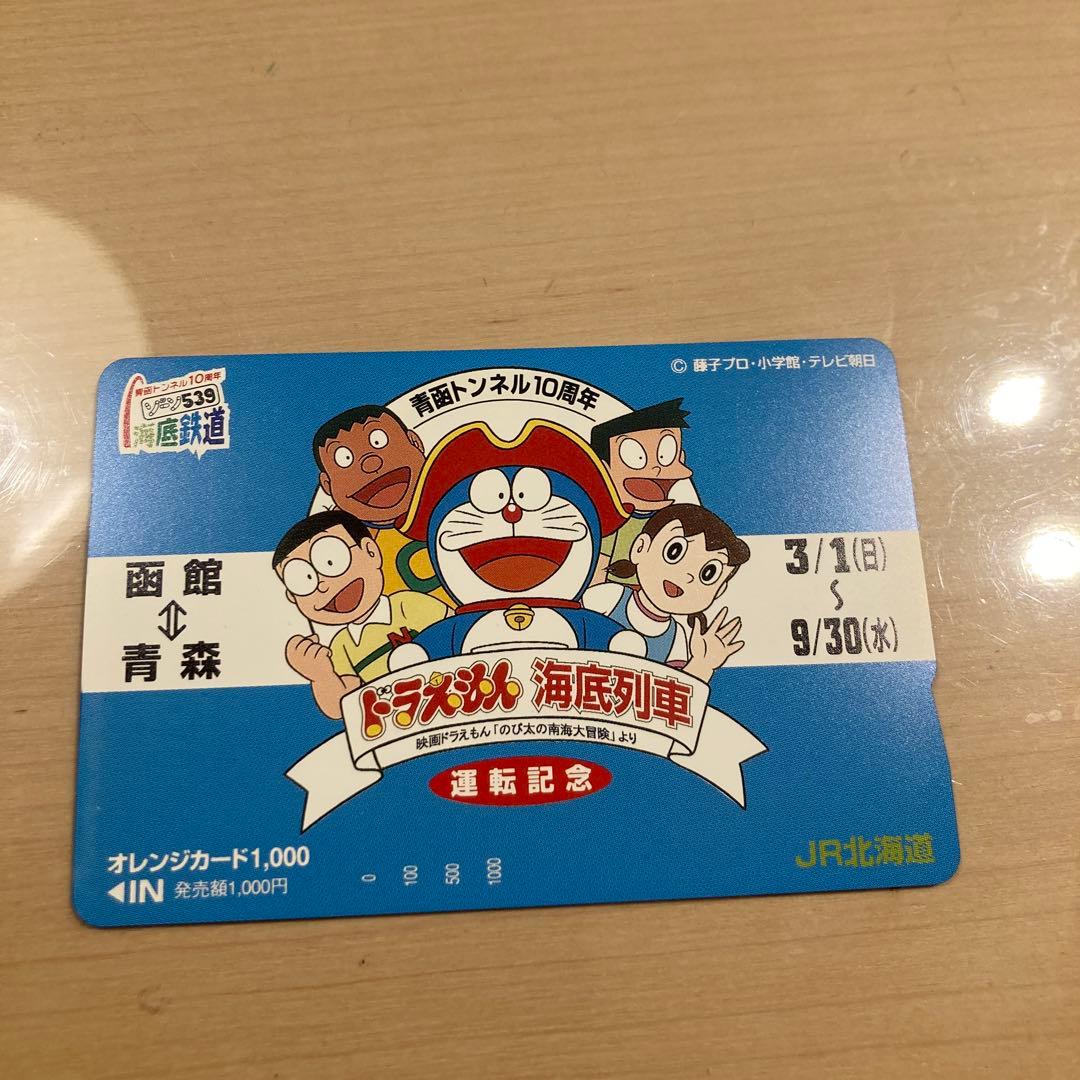 © 藤子プロ・小学館・テレビ朝日
青函トンネル10周年
ゾーン539
海底鉄道
青函トンネル10周年
函館
⇕
青森
3/1(日)
〜
9/30(水)
N
ドラえもん 海底列車
映画ドラえもん「のび太の南海大冒険」より
運転記念
オレンジカード1,000
◀IN 発売額1,000円
0 100 500 1000
JR北海道